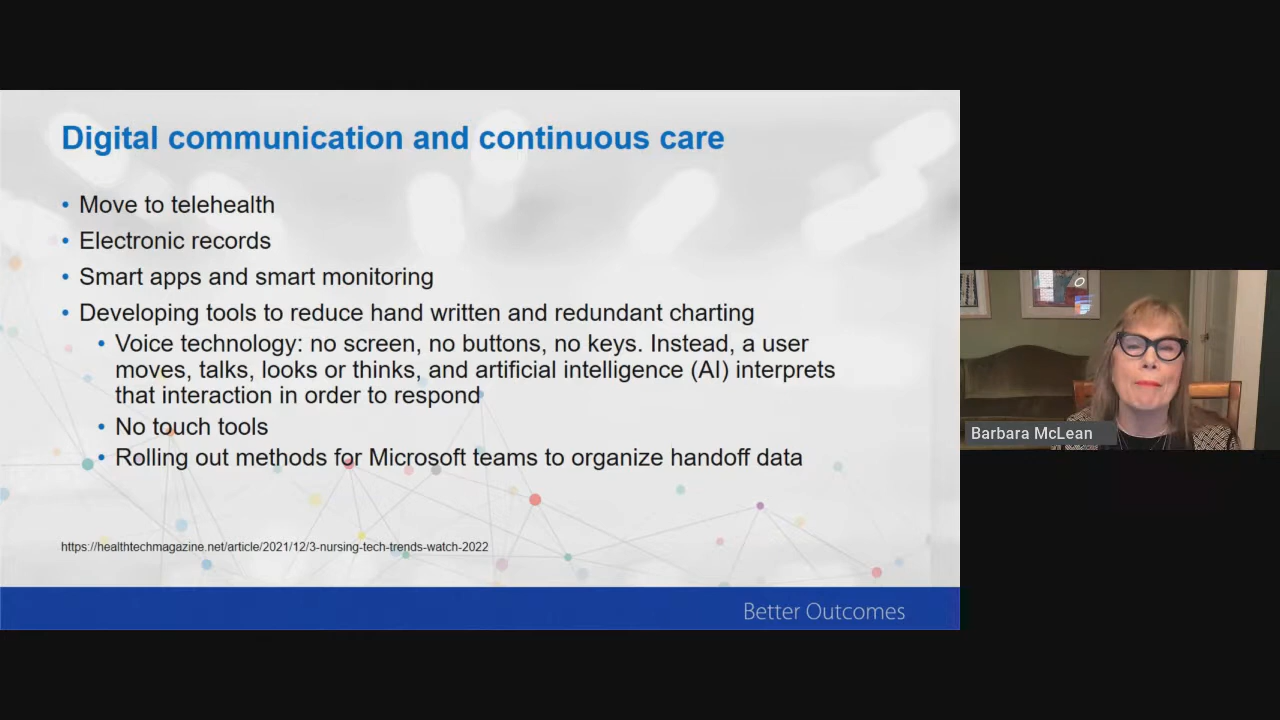 Digital communication and continuous care
• Move to telehealth
• Electronic records
• Smart apps and smart monitoring
• Developing tools to reduce hand written and redundant charting
• Voice technology: no screen, no buttons, no keys. Instead, a user
moves, talks, looks or thinks, and artificial intelligence (AI) interprets
that interaction in order to respond
• No touch tools
• Rolling out methods for Microsoft teams to organize handoff data
https://healthtechmagazine.net/article/2021/12/3-nursing-tech-trends-watch-2022
Better Outcomes
Barbara McLean